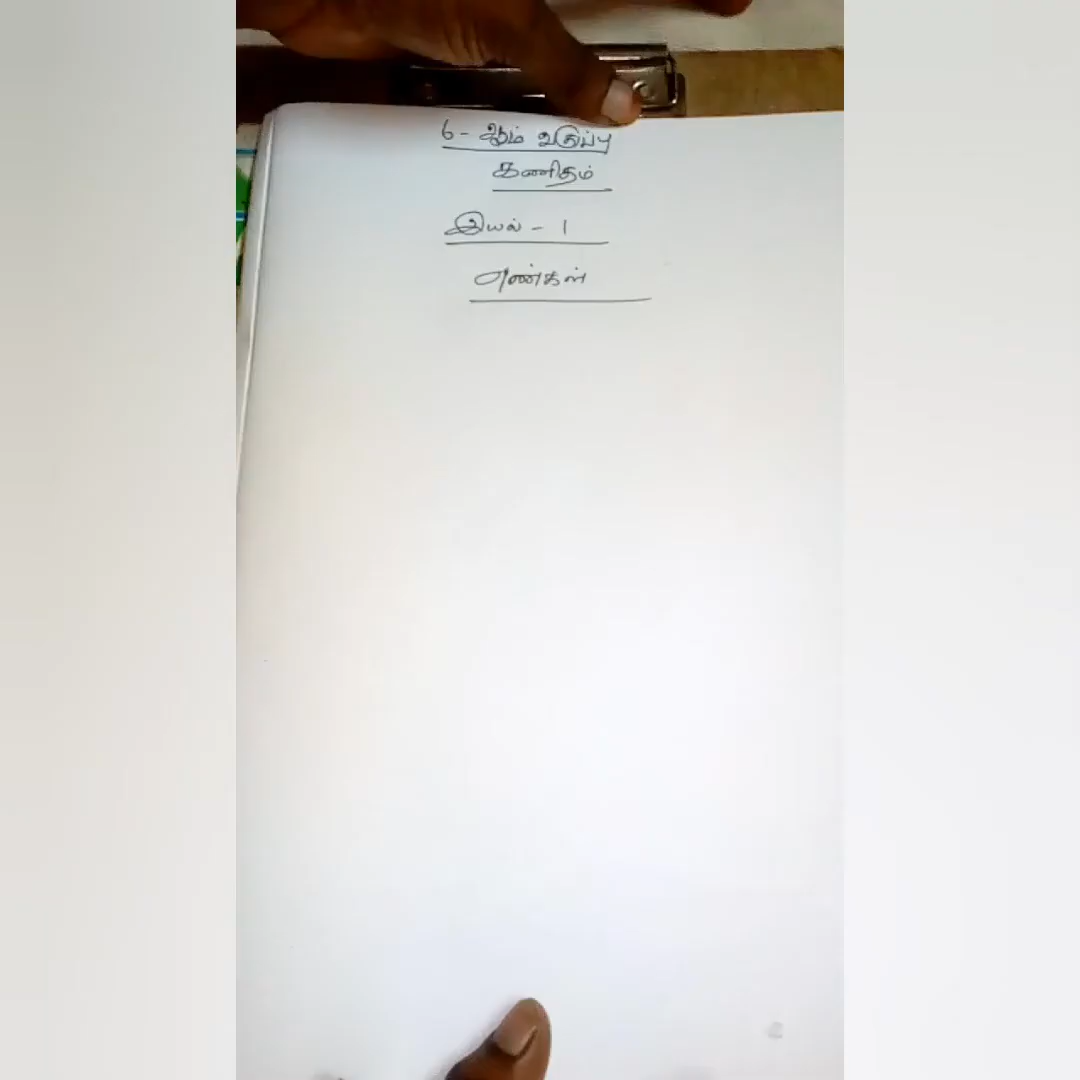 6 - ஆம் வகுப்பு
கணிதம்
இயல் - 1
எண்கள்